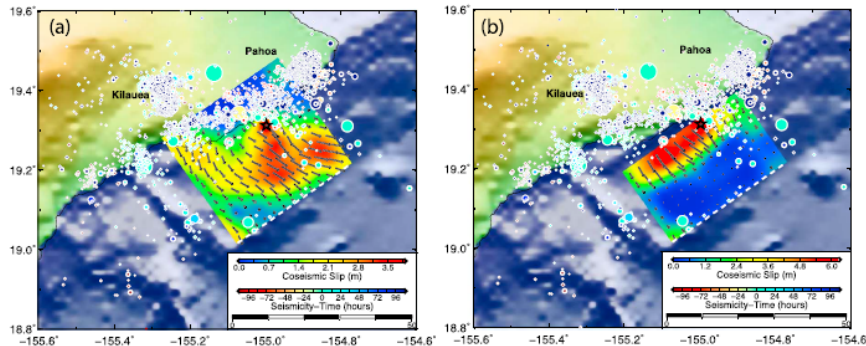 (a)
Pahoa
Kilauea
19.6°
19.4°
19.2°
19.0°
18.8°
0.0 0.7 1.4 2.1 2.8 3.5
Coseismic Slip (m)
−96 −72 −48 −24 0 24 48 72 96
Seismicity−Time (hours)
0 50
−155.6° −155.4° −155.2° −155.0° −154.8° −154.6°
(b)
Pahoa
Kilauea
19.6°
19.4°
19.2°
19.0°
18.8°
0.0 1.2 2.4 3.6 4.8 6.0
Coseismic Slip (m)
−96 −72 −48 −24 0 24 48 72 96
Seismicity−Time (hours)
0 50
−155.6° −155.4° −155.2° −155.0° −154.8° −154.6°